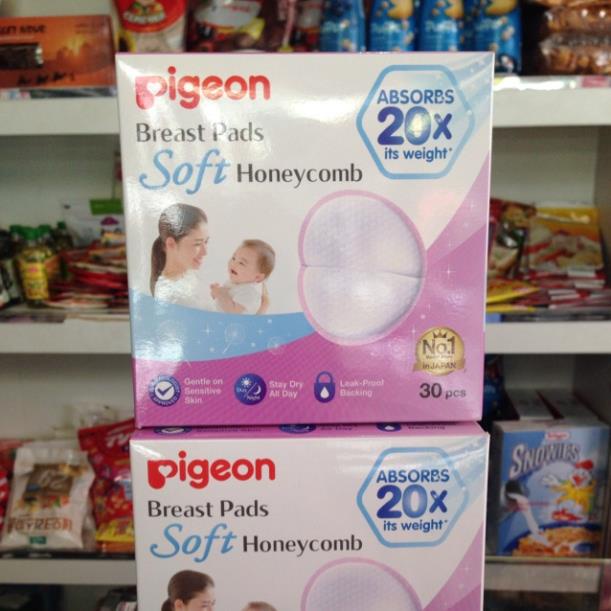 pigeon
ABSORBS
20x
its weight*
Breast Pads
Soft Honeycomb
No.1
in JAPAN
Gentle on
Sensitive
Skin
Stay Dry
All Day
Leak-Proof
Backing
30 pcs
pigeon
ABSORBS
20x
its weight*
Breast Pads
Soft Honeycomb
SNOWIES